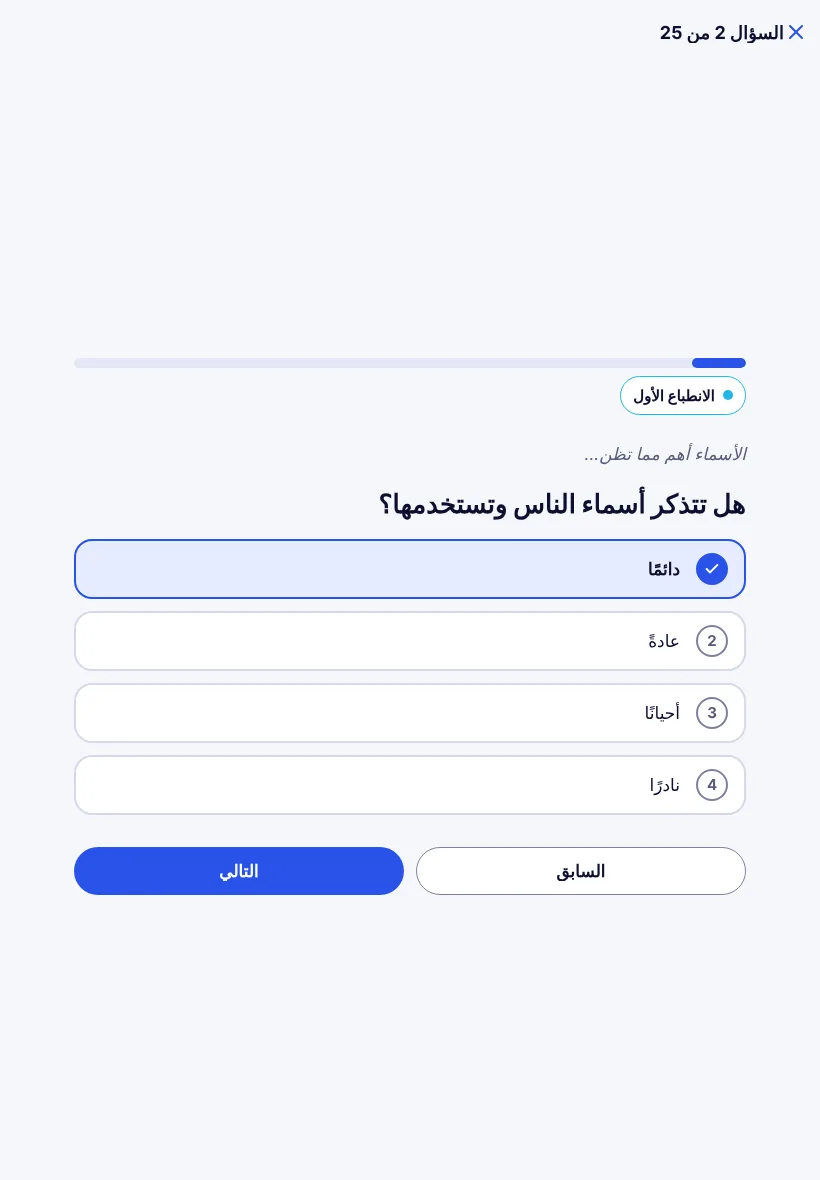 السؤال 2 من 25
الانطباع الأول
الأسماء أهم مما تظن...
هل تتذكر أسماء الناس وتستخدمها؟
دائمًا
2 عادةً
3 أحيانًا
4 نادرًا
السابق
التالي